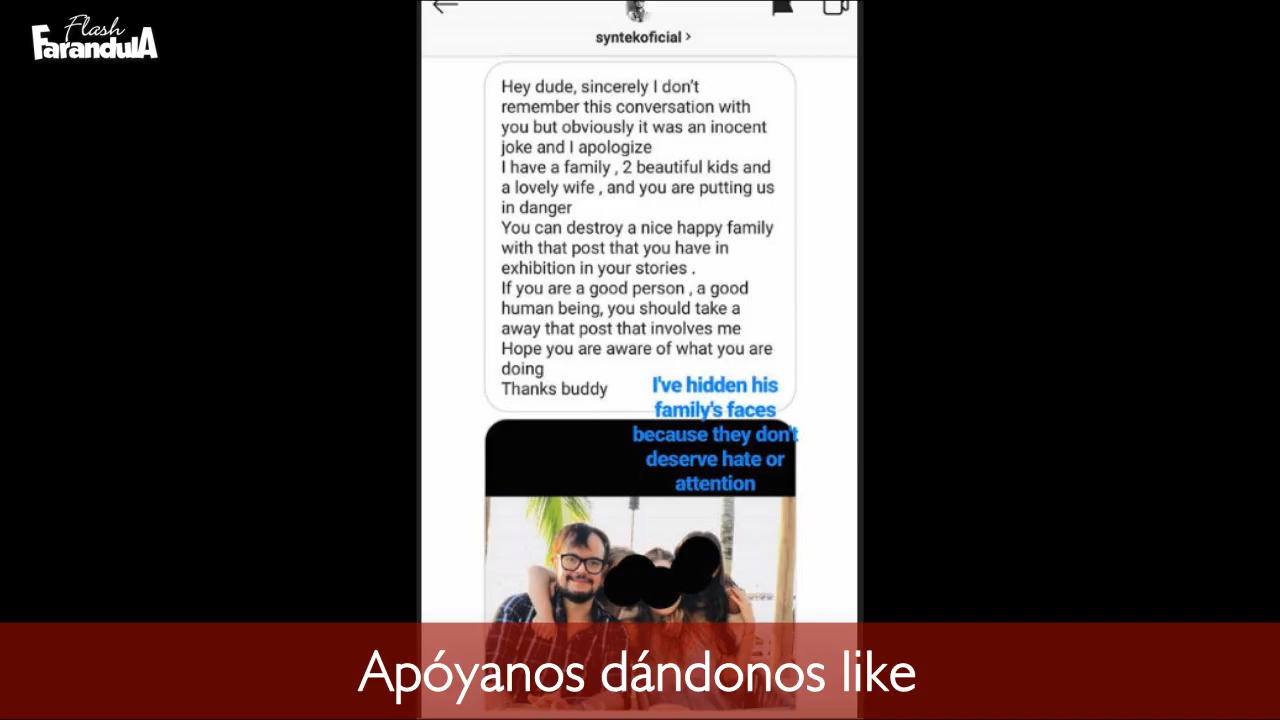 Flash
FarándulA
syntekoficial >
Hey dude, sincerely I don't
remember this conversation with
you but obviously it was an inocent
joke and I apologize
I have a family , 2 beautiful kids and
a lovely wife , and you are putting us
in danger
You can destroy a nice happy family
with that post that you have in
exhibition in your stories .
If you are a good person , a good
human being, you should take a
away that post that involves me
Hope you are aware of what you are
doing
Thanks buddy
I've hidden his
family's faces
because they don't
deserve hate or
attention
Apóyanos dándonos like